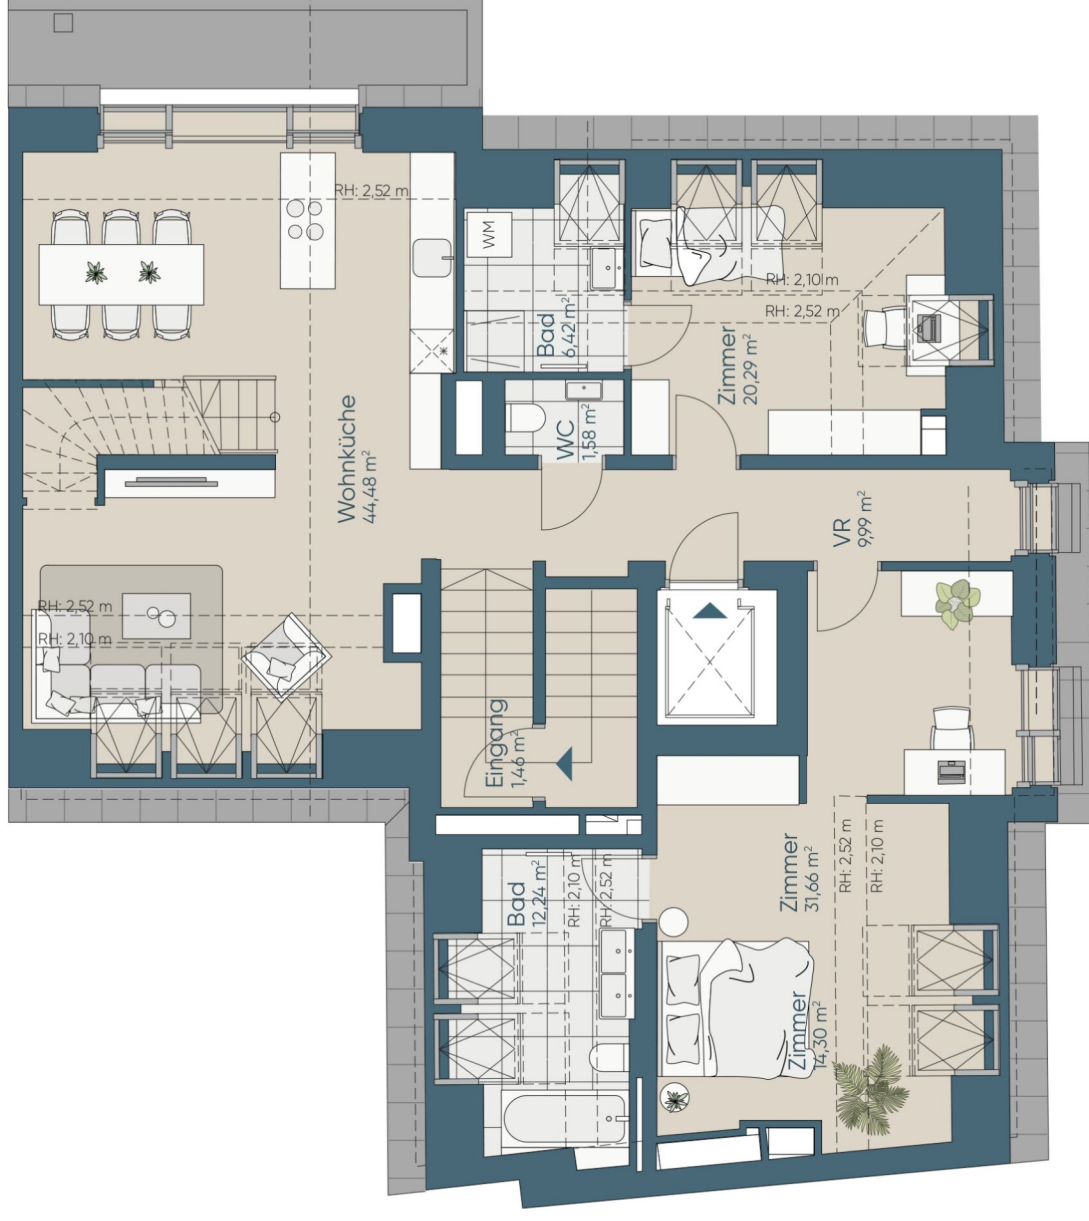 RH: 2,52 m
WM
Bad
6,42 m²
RH: 2,10 m
RH: 2,52 m
Zimmer
20,29 m²
WC
1,58 m²
Wohnküche
44,48 m²
VR
9,99 m²
RH: 2,52 m
RH: 2,10 m
Eingang
1,46 m²
Bad
12,24 m²
RH: 2,10 m
RH: 2,52 m
Zimmer
31,66 m²
RH: 2,52 m
RH: 2,10 m
Zimmer
14,30 m²